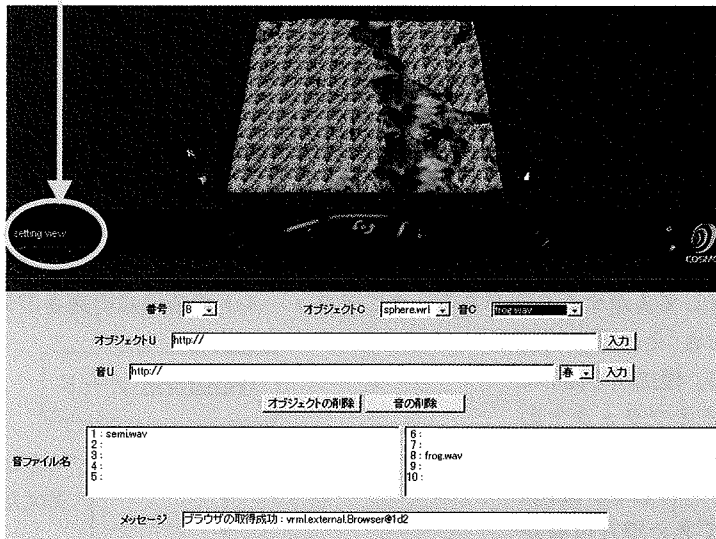 setting view
COSMO
番号 8 オブジェクトC sphere.wrl 音C frog.wav
オブジェクトU http:// 入力
音U http:// 春 入力
オブジェクトの削除 音の削除
音ファイル名
1 : semi.wav
2 :
3 :
4 :
5 :
6 :
7 :
8 : frog.wav
9 :
10 :
メッセージ ブラウザの取得成功 : vrml.external.Browser@1d2